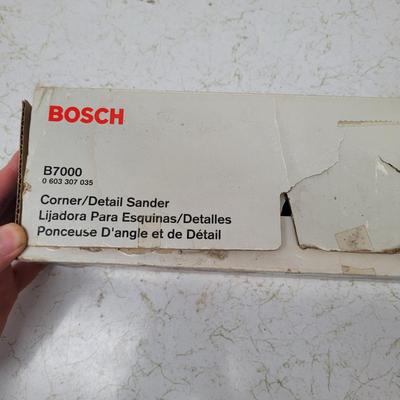 BOSCH
B7000
0 603 307 035
Corner/Detail Sander
Lijadora Para Esquinas/Detalles
Ponceuse D'angle et de Détail